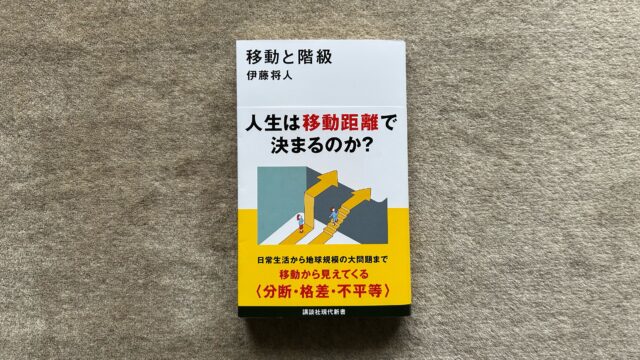 移動と階級
伊藤将人
人生は移動距離で
決まるのか?
日常生活から地球規模の大問題まで
移動から見えてくる
〈分断・格差・不平等〉
講談社現代新書